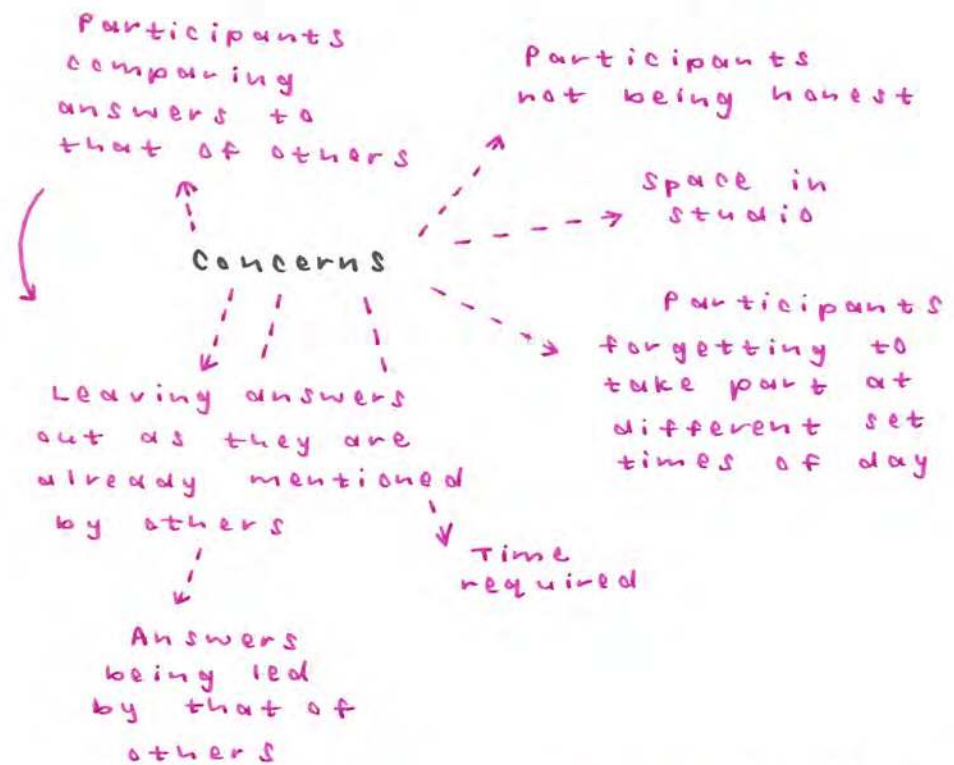 Participants
comparing
answers to
that of others
Participants
not being honest
space in
studio
concerns
Participants
forgetting to
take part at
different set
times of day
Leaving answers
out as they are
already mentioned
by others
Time
required
Answers
being led
by that of
others